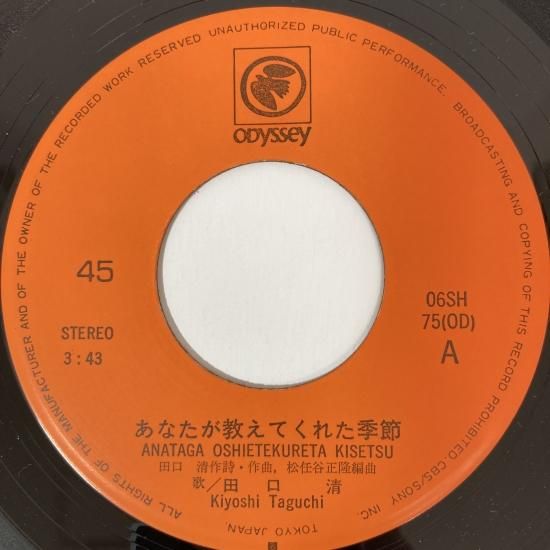 ALL RIGHTS OF THE MANUFACTURER AND OF THE OWNER OF THE RECORDED WORK RESERVED UNAUTHORIZED PUBLIC PERFORMANCE. BROADCASTING AND COPYING OF THIS RECORD PROHIBITED. CBS/SONY INC. TOKYO JAPAN
ODYSSEY
45
STEREO
3:43
06SH
75(OD)
A
あなたが教えてくれた季節
ANATAGA OSHIETEKURETA KISETSU
田口 清作詩・作曲, 松任谷正隆編曲
歌/田口 清
Kiyoshi Taguchi